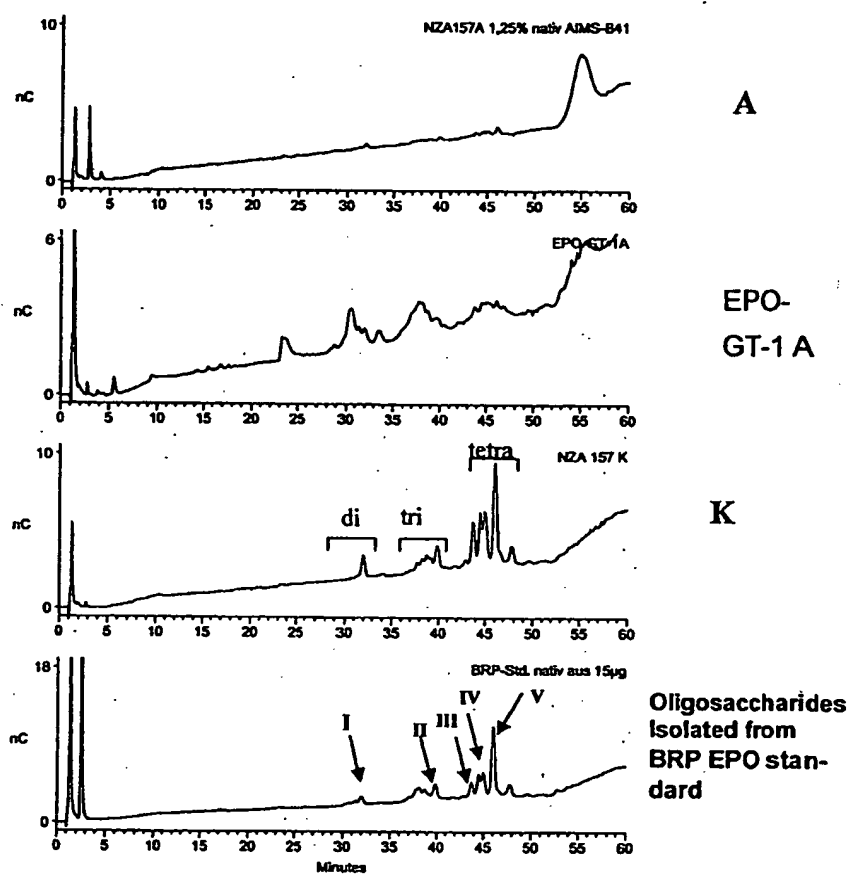 10
NZA157A 1,25% nativ AIMS-B41
nC
A
0
0 5 10 15 20 25 30 35 40 45 50 55 60
6
EPO-GT-1A
nC
EPO-
GT-1 A
0
0 5 10 15 20 25 30 35 40 45 50 55 60
10
tetra
NZA 157 K
nC
di
tri
K
0
0 5 10 15 20 25 30 35 40 45 50 55 60
18
BRP-Std. nativ aus 15µg
I
II
III
IV
V
nC
Oligosaccharides
Isolated from
BRP EPO stan-
dard
0
0 5 10 15 20 25 30 35 40 45 50 55 60
Minutes